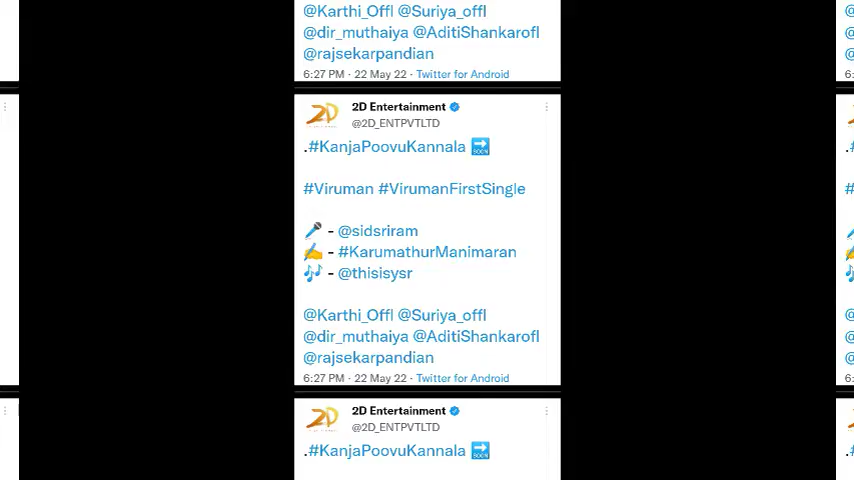 @Karthi_Offl @Suriya_offl
@dir_muthaiya @AditiShankarofl
@rajsekarpandian
6:27 PM · 22 May 22 · Twitter for Android
2D Entertainment
@2D_ENTPVTLTD
.#KanjaPoovuKannala 🔜
#Viruman #VirumanFirstSingle
🎤 - @sidsriram
✍️ - #KarumathurManimaran
🎶 - @thisisysr
@Karthi_Offl @Suriya_offl
@dir_muthaiya @AditiShankarofl
@rajsekarpandian
6:27 PM · 22 May 22 · Twitter for Android
2D Entertainment
@2D_ENTPVTLTD
.#KanjaPoovuKannala 🔜